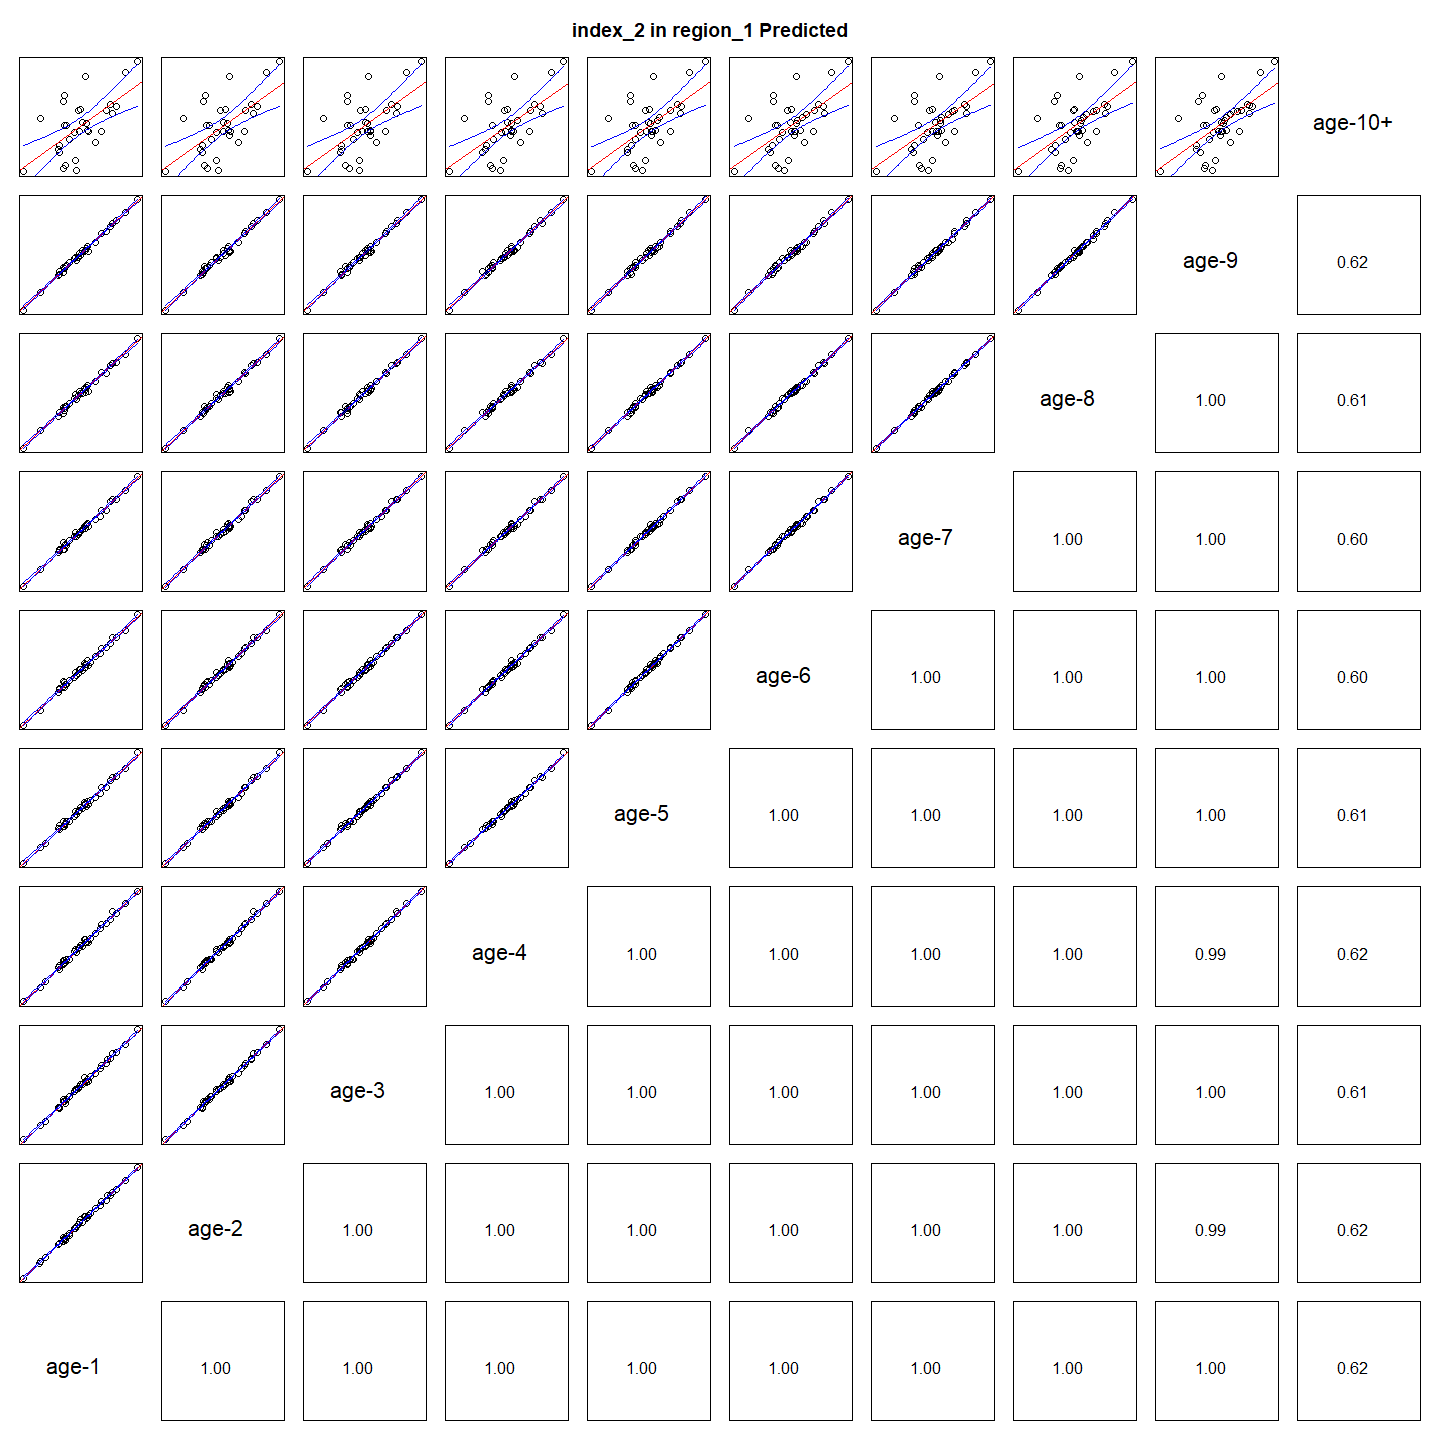 index_2 in region_1 Predicted
age-10+
age-9 0.62
age-8 1.00 0.61
age-7 1.00 1.00 0.60
age-6 1.00 1.00 1.00 0.60
age-5 1.00 1.00 1.00 1.00 0.61
age-4 1.00 1.00 1.00 1.00 0.99 0.62
age-3 1.00 1.00 1.00 1.00 1.00 1.00 0.61
age-2 1.00 1.00 1.00 1.00 1.00 1.00 0.99 0.62
age-1 1.00 1.00 1.00 1.00 1.00 1.00 1.00 1.00 0.62